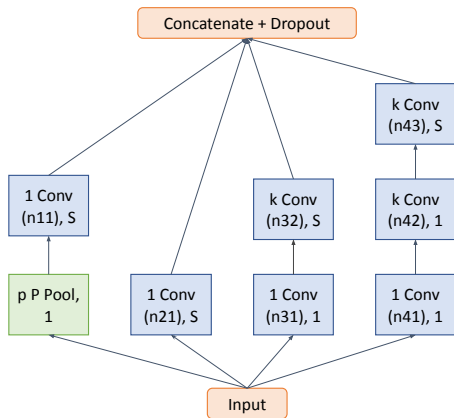 Concatenate + Dropout
k Conv
(n43), S
1 Conv
(n11), S
k Conv
(n32), S
k Conv
(n42), 1
p P Pool,
1
1 Conv
(n21), S
1 Conv
(n31), 1
1 Conv
(n41), 1
Input